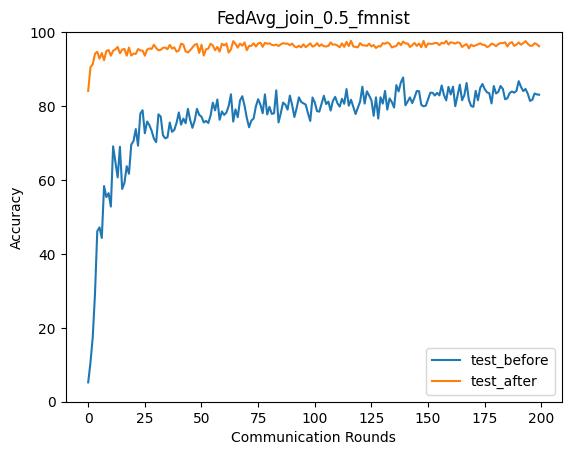 FedAvg_join_0.5_fmnist
100
80
60
40
20
0
Accuracy
0 25 50 75 100 125 150 175 200
Communication Rounds
test_before
test_after